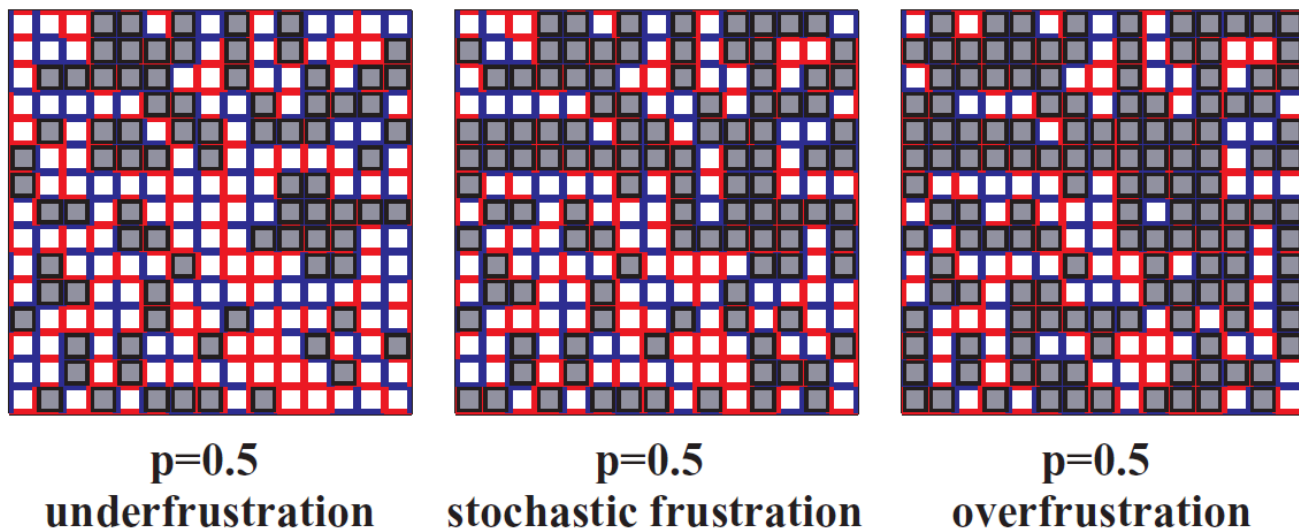 p=0.5
underfrustration
p=0.5
stochastic frustration
p=0.5
overfrustration